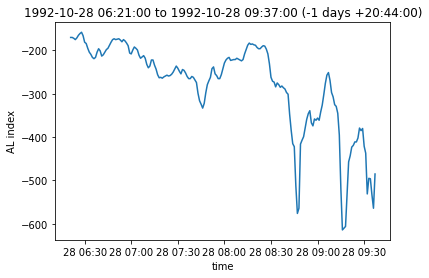 1992-10-28 06:21:00 to 1992-10-28 09:37:00 (-1 days +20:44:00)
−200
−300
−400
−500
−600
AL index
28 06:30 28 07:00 28 07:30 28 08:00 28 08:30 28 09:00 28 09:30
time